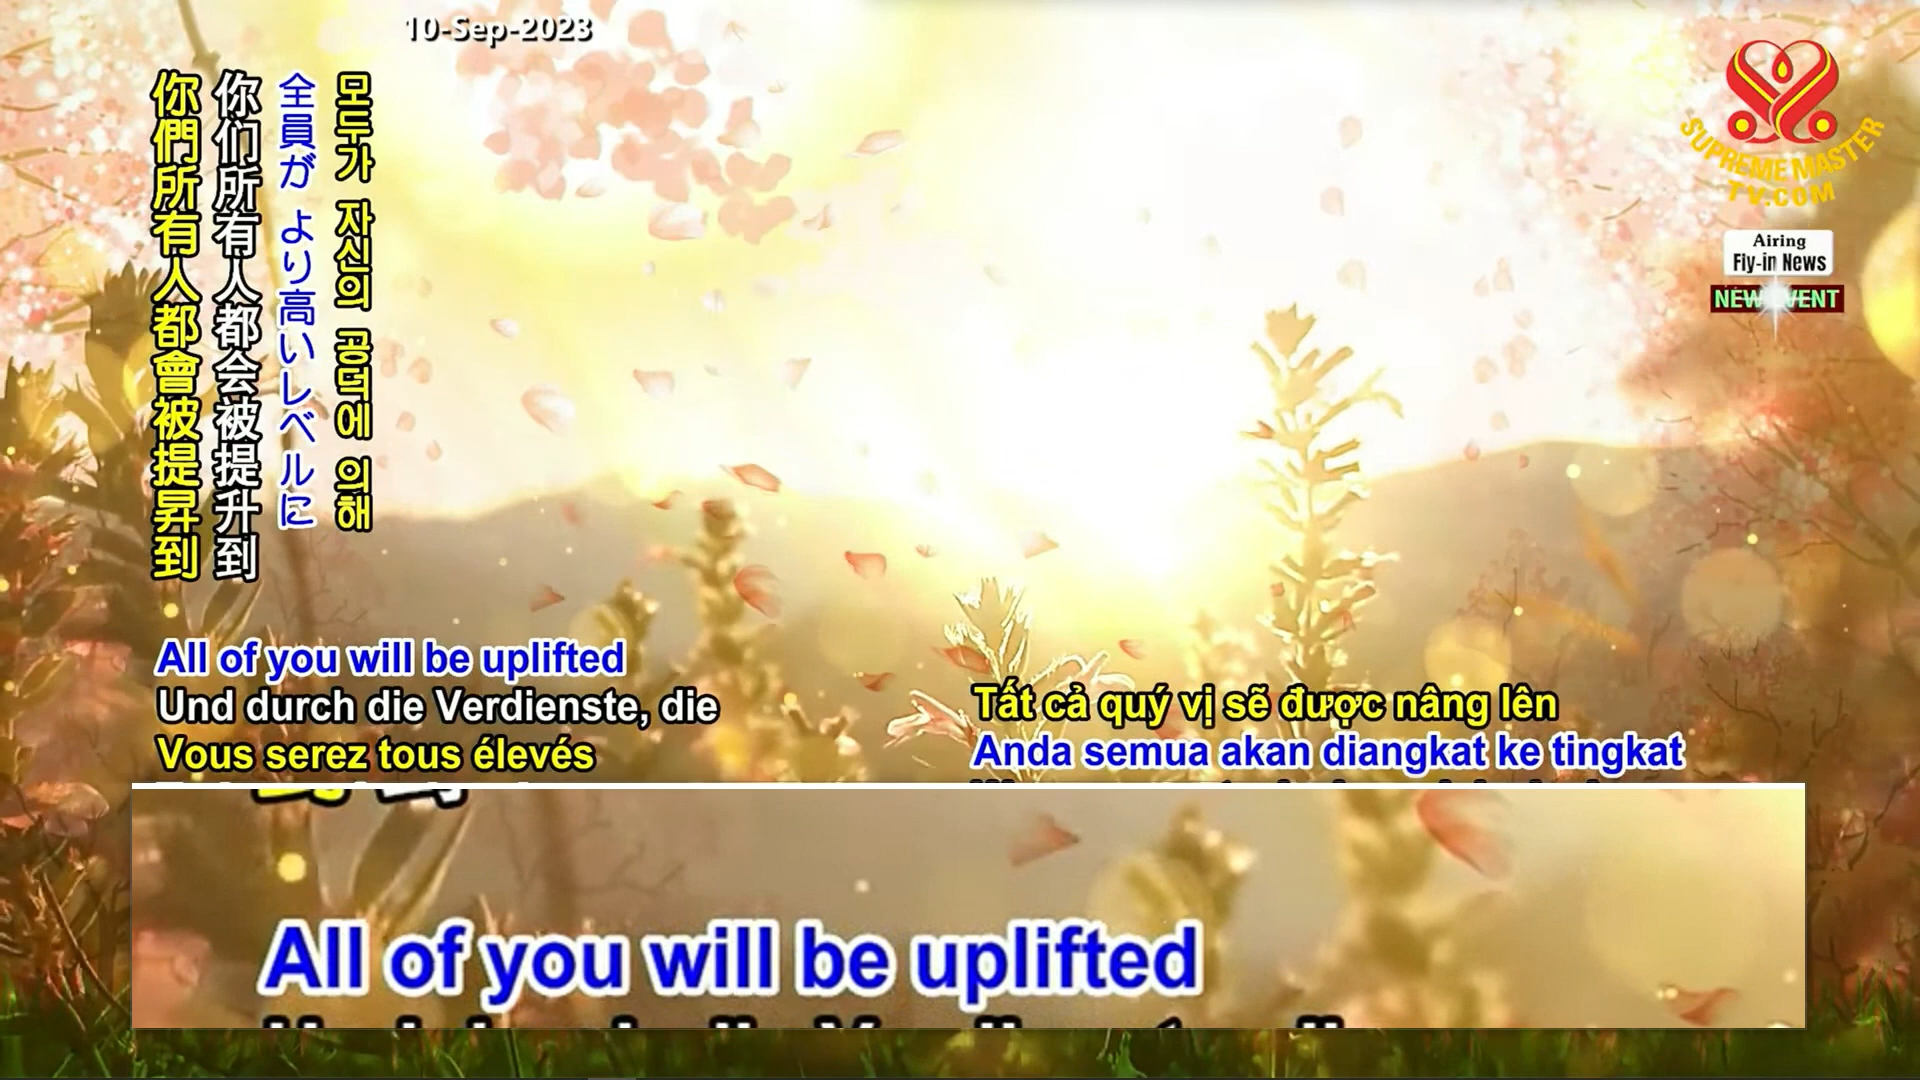 10-Sep-2023
SUPREME MASTER
TV.COM
Airing
Fly-in News
NEW EVENT
모두가 자신의 공덕에 의해
全員が より高いレベルに
你们所有人都会被提升到
你們所有人都會被提昇到
All of you will be uplifted
Und durch die Verdienste, die
Vous serez tous élevés
Tất cả quý vị sẽ được nâng lên
Anda semua akan diangkat ke tingkat
All of you will be uplifted